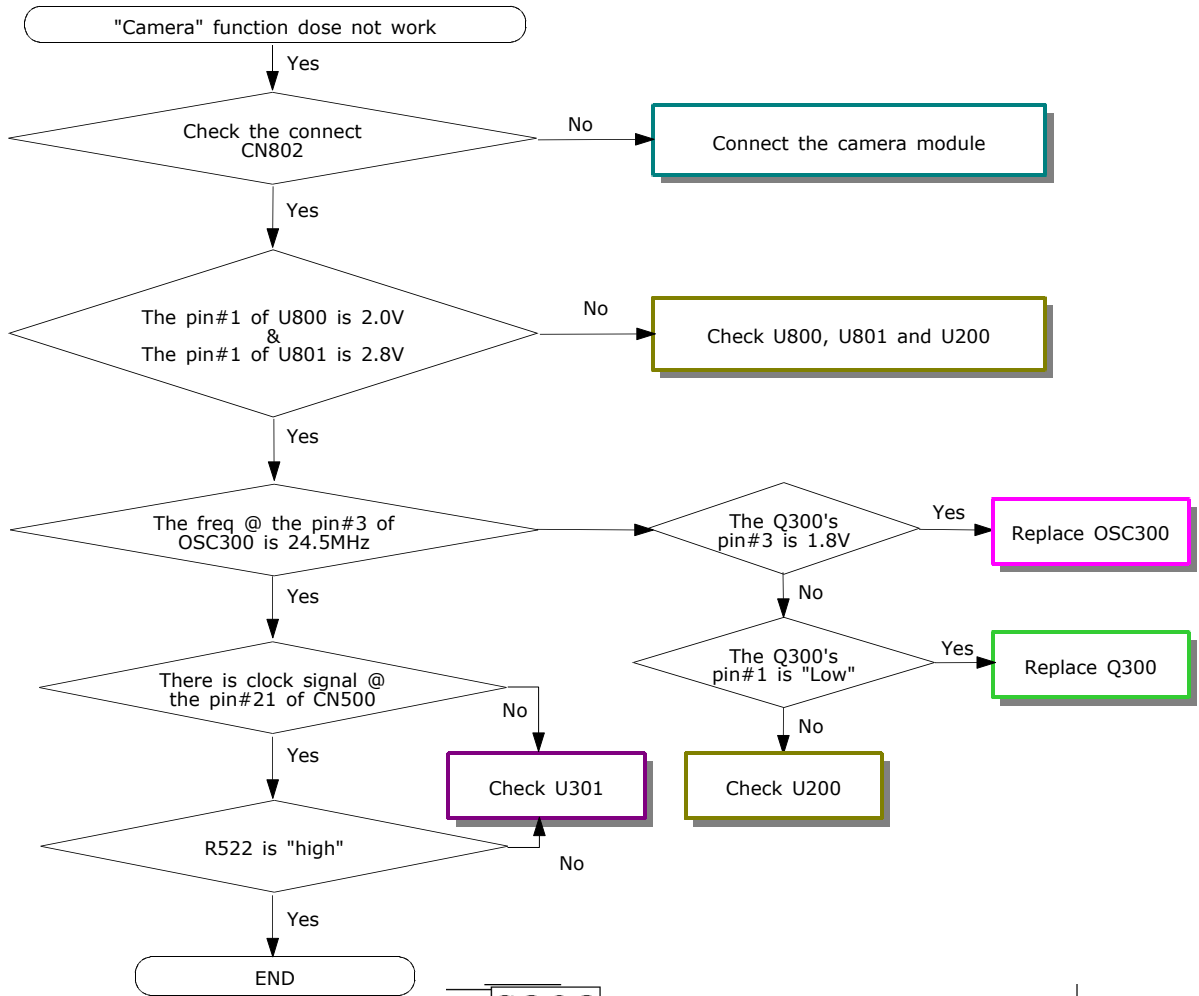 "Camera" function dose not work
Yes
Check the connect
CN802
No
Connect the camera module
Yes
The pin#1 of U800 is 2.0V
&
The pin#1 of U801 is 2.8V
No
Check U800, U801 and U200
Yes
The freq @ the pin#3 of
OSC300 is 24.5MHz
The Q300's
pin#3 is 1.8V
Yes
Replace OSC300
Yes
No
There is clock signal @
the pin#21 of CN500
The Q300's
pin#1 is "Low"
Yes
Replace Q300
No
No
Yes
Check U301
Check U200
R522 is "high"
No
Yes
END